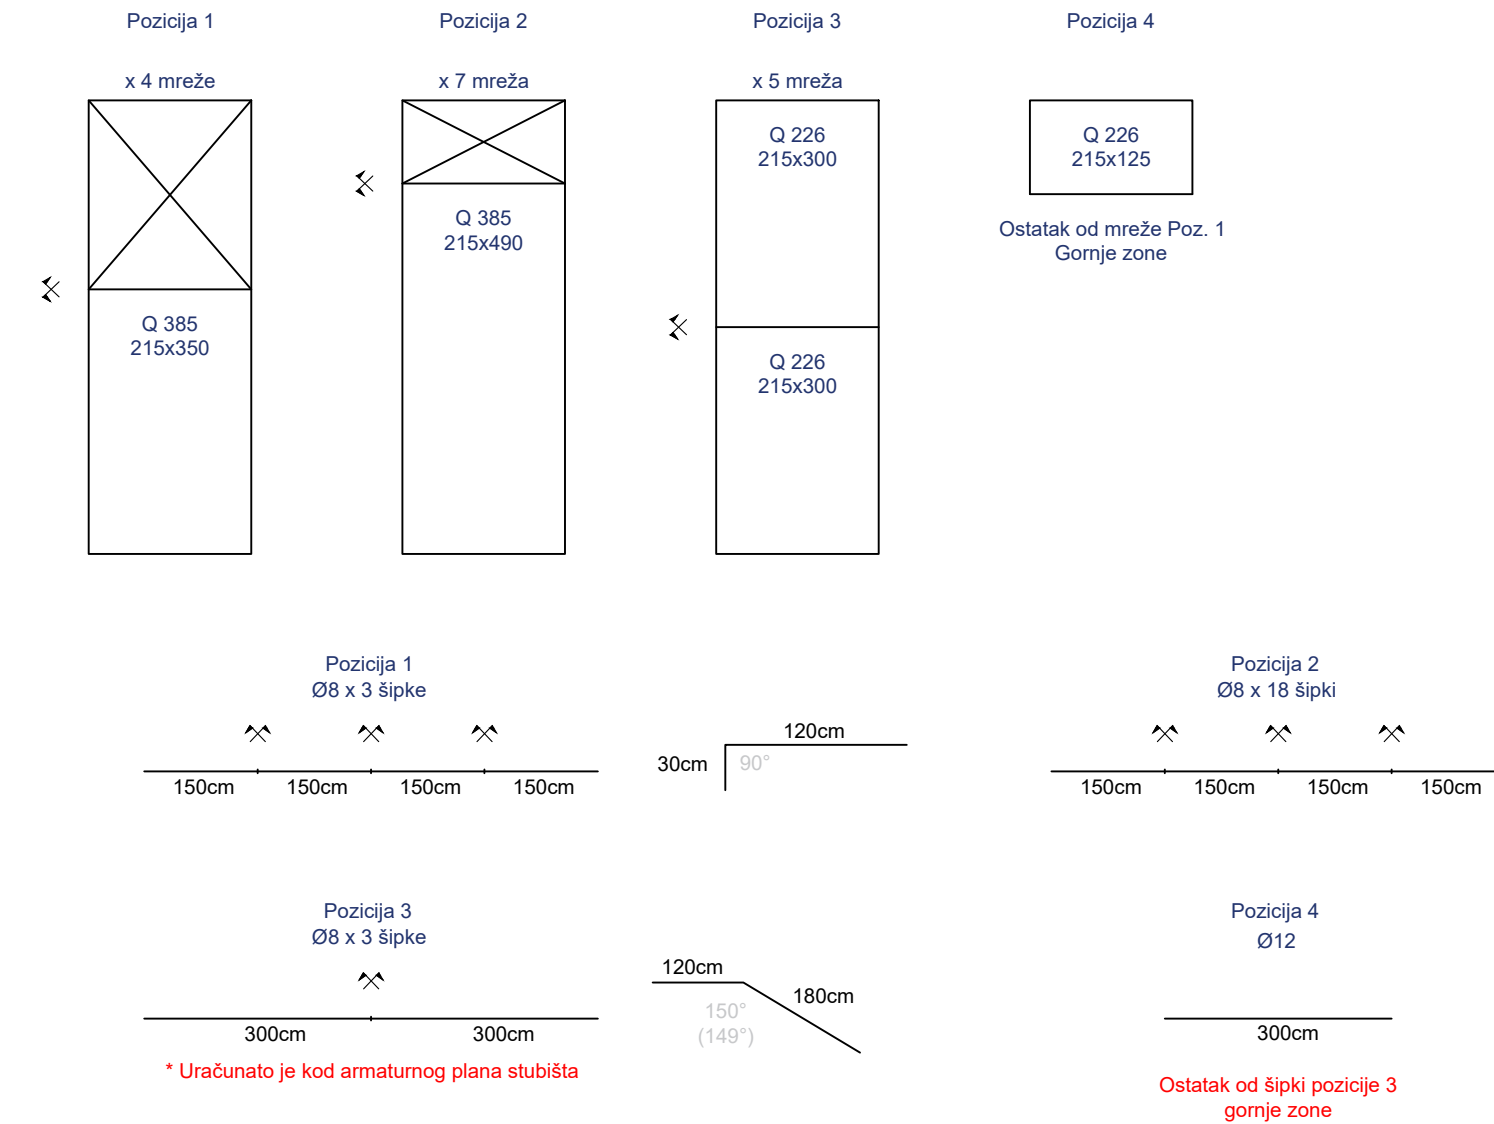 Pozicija 1
Pozicija 2
Pozicija 3
Pozicija 4
x 4 mreže
x 7 mreža
x 5 mreža
Q 226
215x300
Q 226
215x125
Q 385
215x490
Ostatak od mreže Poz. 1
Gornje zone
Q 385
215x350
Q 226
215x300
Pozicija 1
Ø8 x 3 šipke
150cm
150cm
150cm
150cm
120cm
30cm
90°
Pozicija 2
Ø8 x 18 šipki
150cm
150cm
150cm
150cm
Pozicija 3
Ø8 x 3 šipke
300cm
300cm
* Uračunato je kod armaturnog plana stubišta
120cm
180cm
150°
(149°)
Pozicija 4
Ø12
300cm
Ostatak od šipki pozicije 3
gornje zone